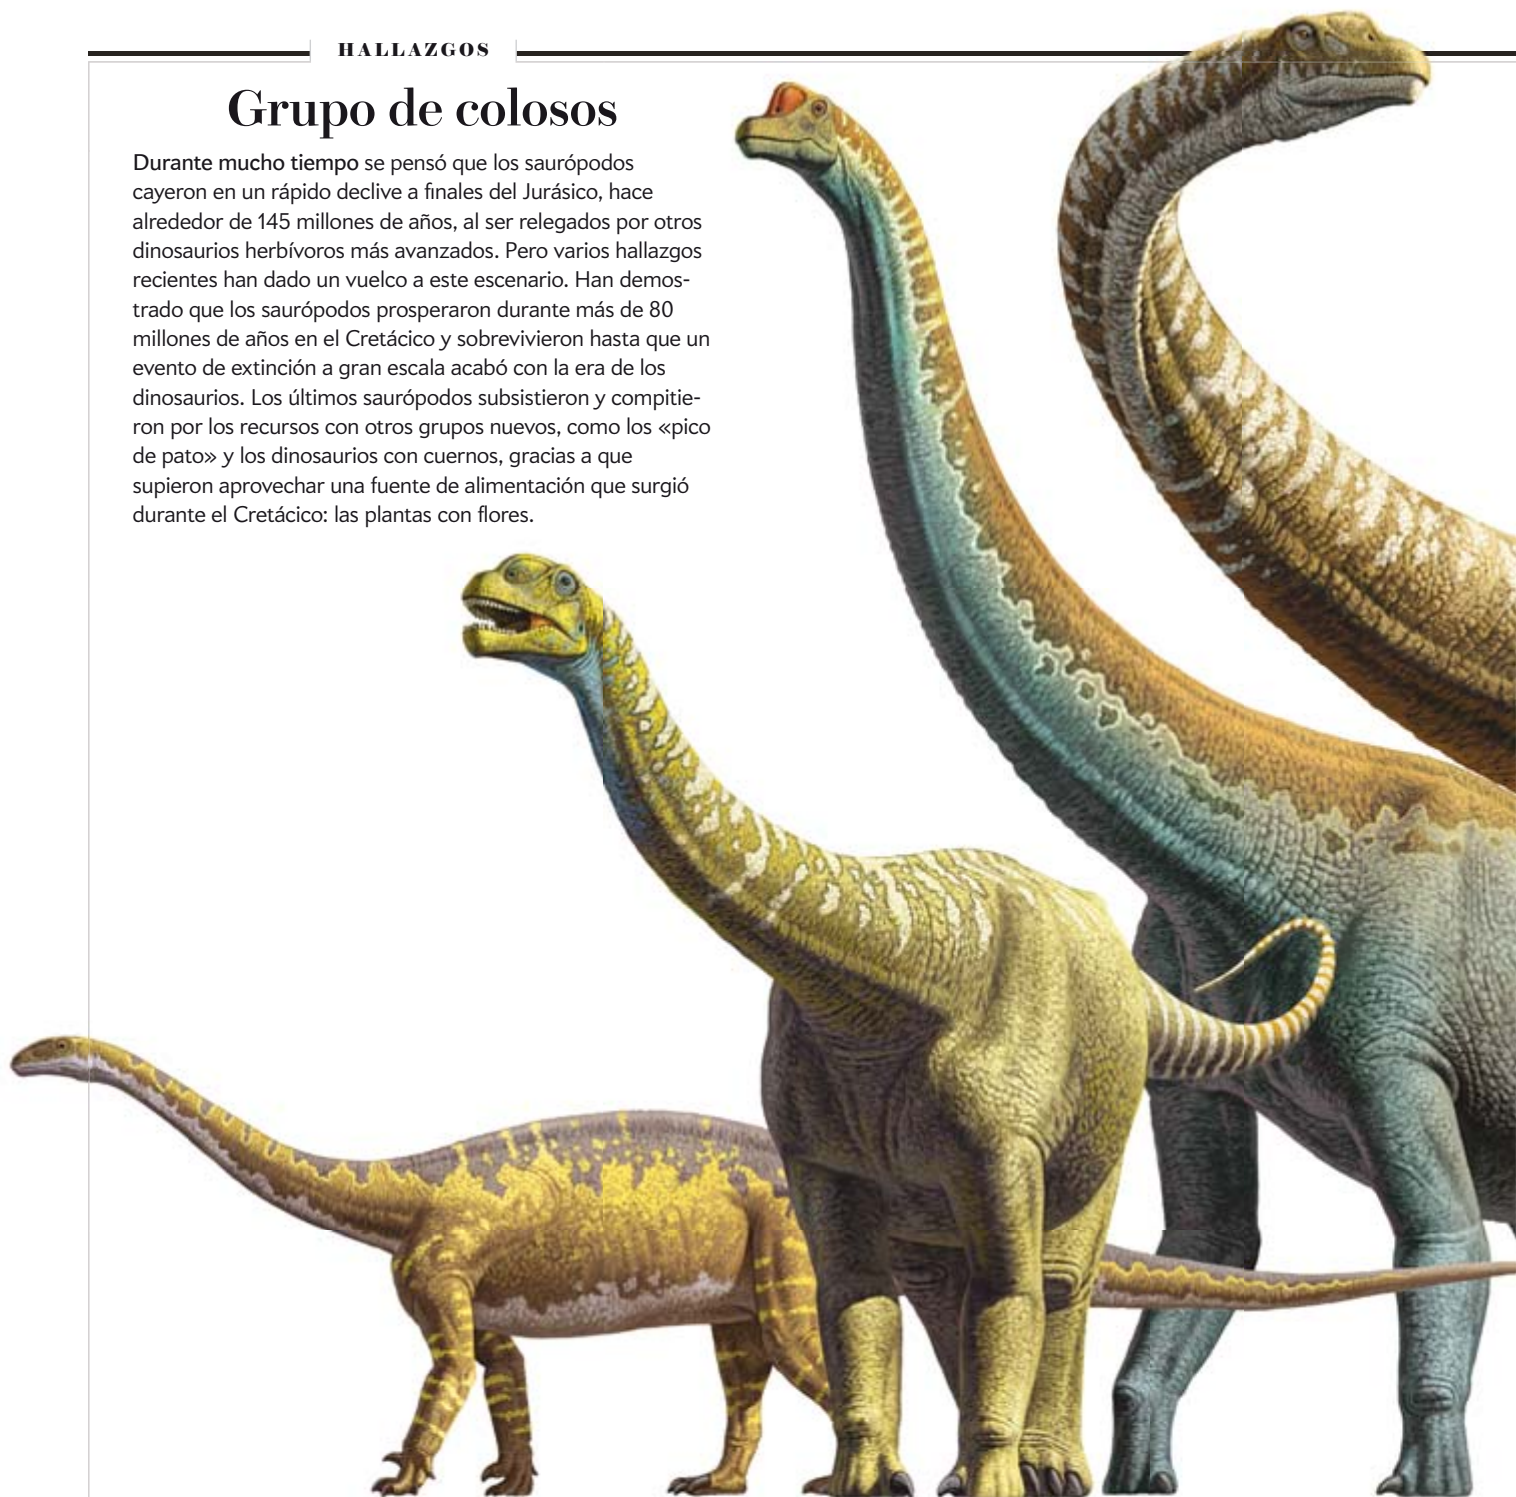 HALLAZGOS
Grupo de colosos
Durante mucho tiempo se pensó que los saurópodos
cayeron en un rápido declive a finales del Jurásico, hace
alrededor de 145 millones de años, al ser relegados por otros
dinosaurios herbívoros más avanzados. Pero varios hallazgos
recientes han dado un vuelco a este escenario. Han demos-
trado que los saurópodos prosperaron durante más de 80
millones de años en el Cretácico y sobrevivieron hasta que un
evento de extinción a gran escala acabó con la era de los
dinosaurios. Los últimos saurópodos subsistieron y compitie-
ron por los recursos con otros grupos nuevos, como los «pico
de pato» y los dinosaurios con cuernos, gracias a que
supieron aprovechar una fuente de alimentación que surgió
durante el Cretácico: las plantas con flores.